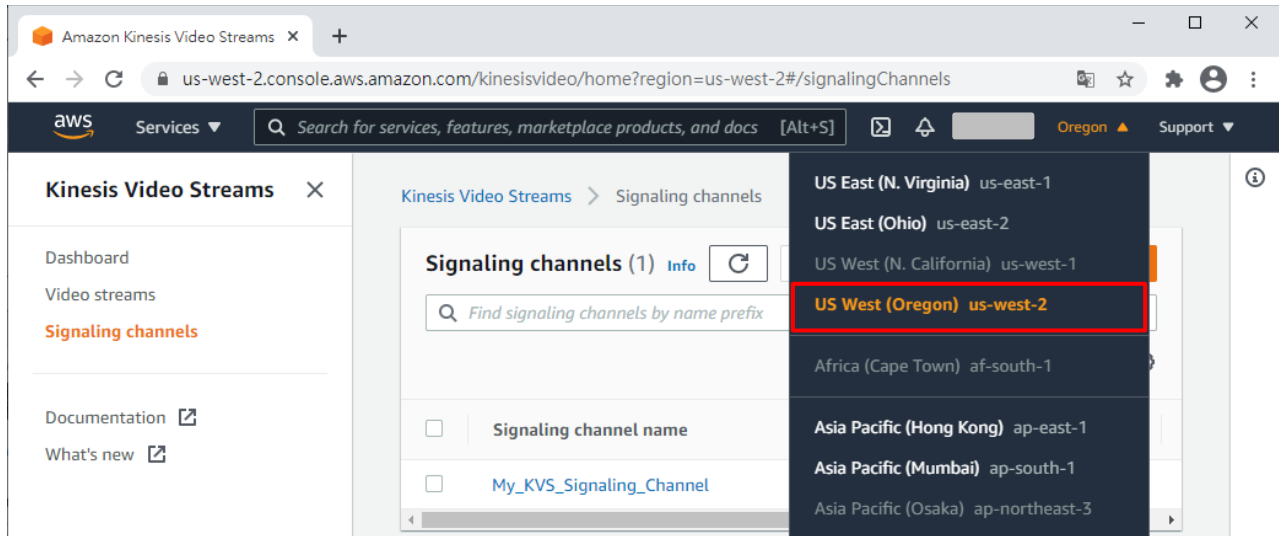 Amazon Kinesis Video Streams
us-west-2.console.aws.amazon.com/kinesisvideo/home?region=us-west-2#/signalingChannels
aws Services ▼ Search for services, features, marketplace products, and docs [Alt+S] Oregon ▲ Support ▼
Kinesis Video Streams
Dashboard
Video streams
Signaling channels
Documentation
What's new
Kinesis Video Streams > Signaling channels
Signaling channels (1) Info
Find signaling channels by name prefix
Signaling channel name
My_KVS_Signaling_Channel
US East (N. Virginia) us-east-1
US East (Ohio) us-east-2
US West (N. California) us-west-1
US West (Oregon) us-west-2
Africa (Cape Town) af-south-1
Asia Pacific (Hong Kong) ap-east-1
Asia Pacific (Mumbai) ap-south-1
Asia Pacific (Osaka) ap-northeast-3